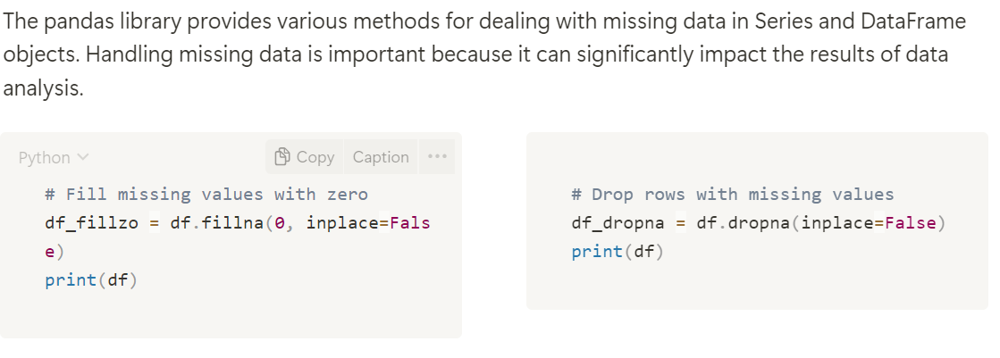 The pandas library provides various methods for dealing with missing data in Series and DataFrame
objects. Handling missing data is important because it can significantly impact the results of data
analysis.
Python
Copy
Caption
# Fill missing values with zero
df_fillzo = df.fillna(0, inplace=Fals
e)
print(df)
# Drop rows with missing values
df_dropna = df.dropna(inplace=False)
print(df)